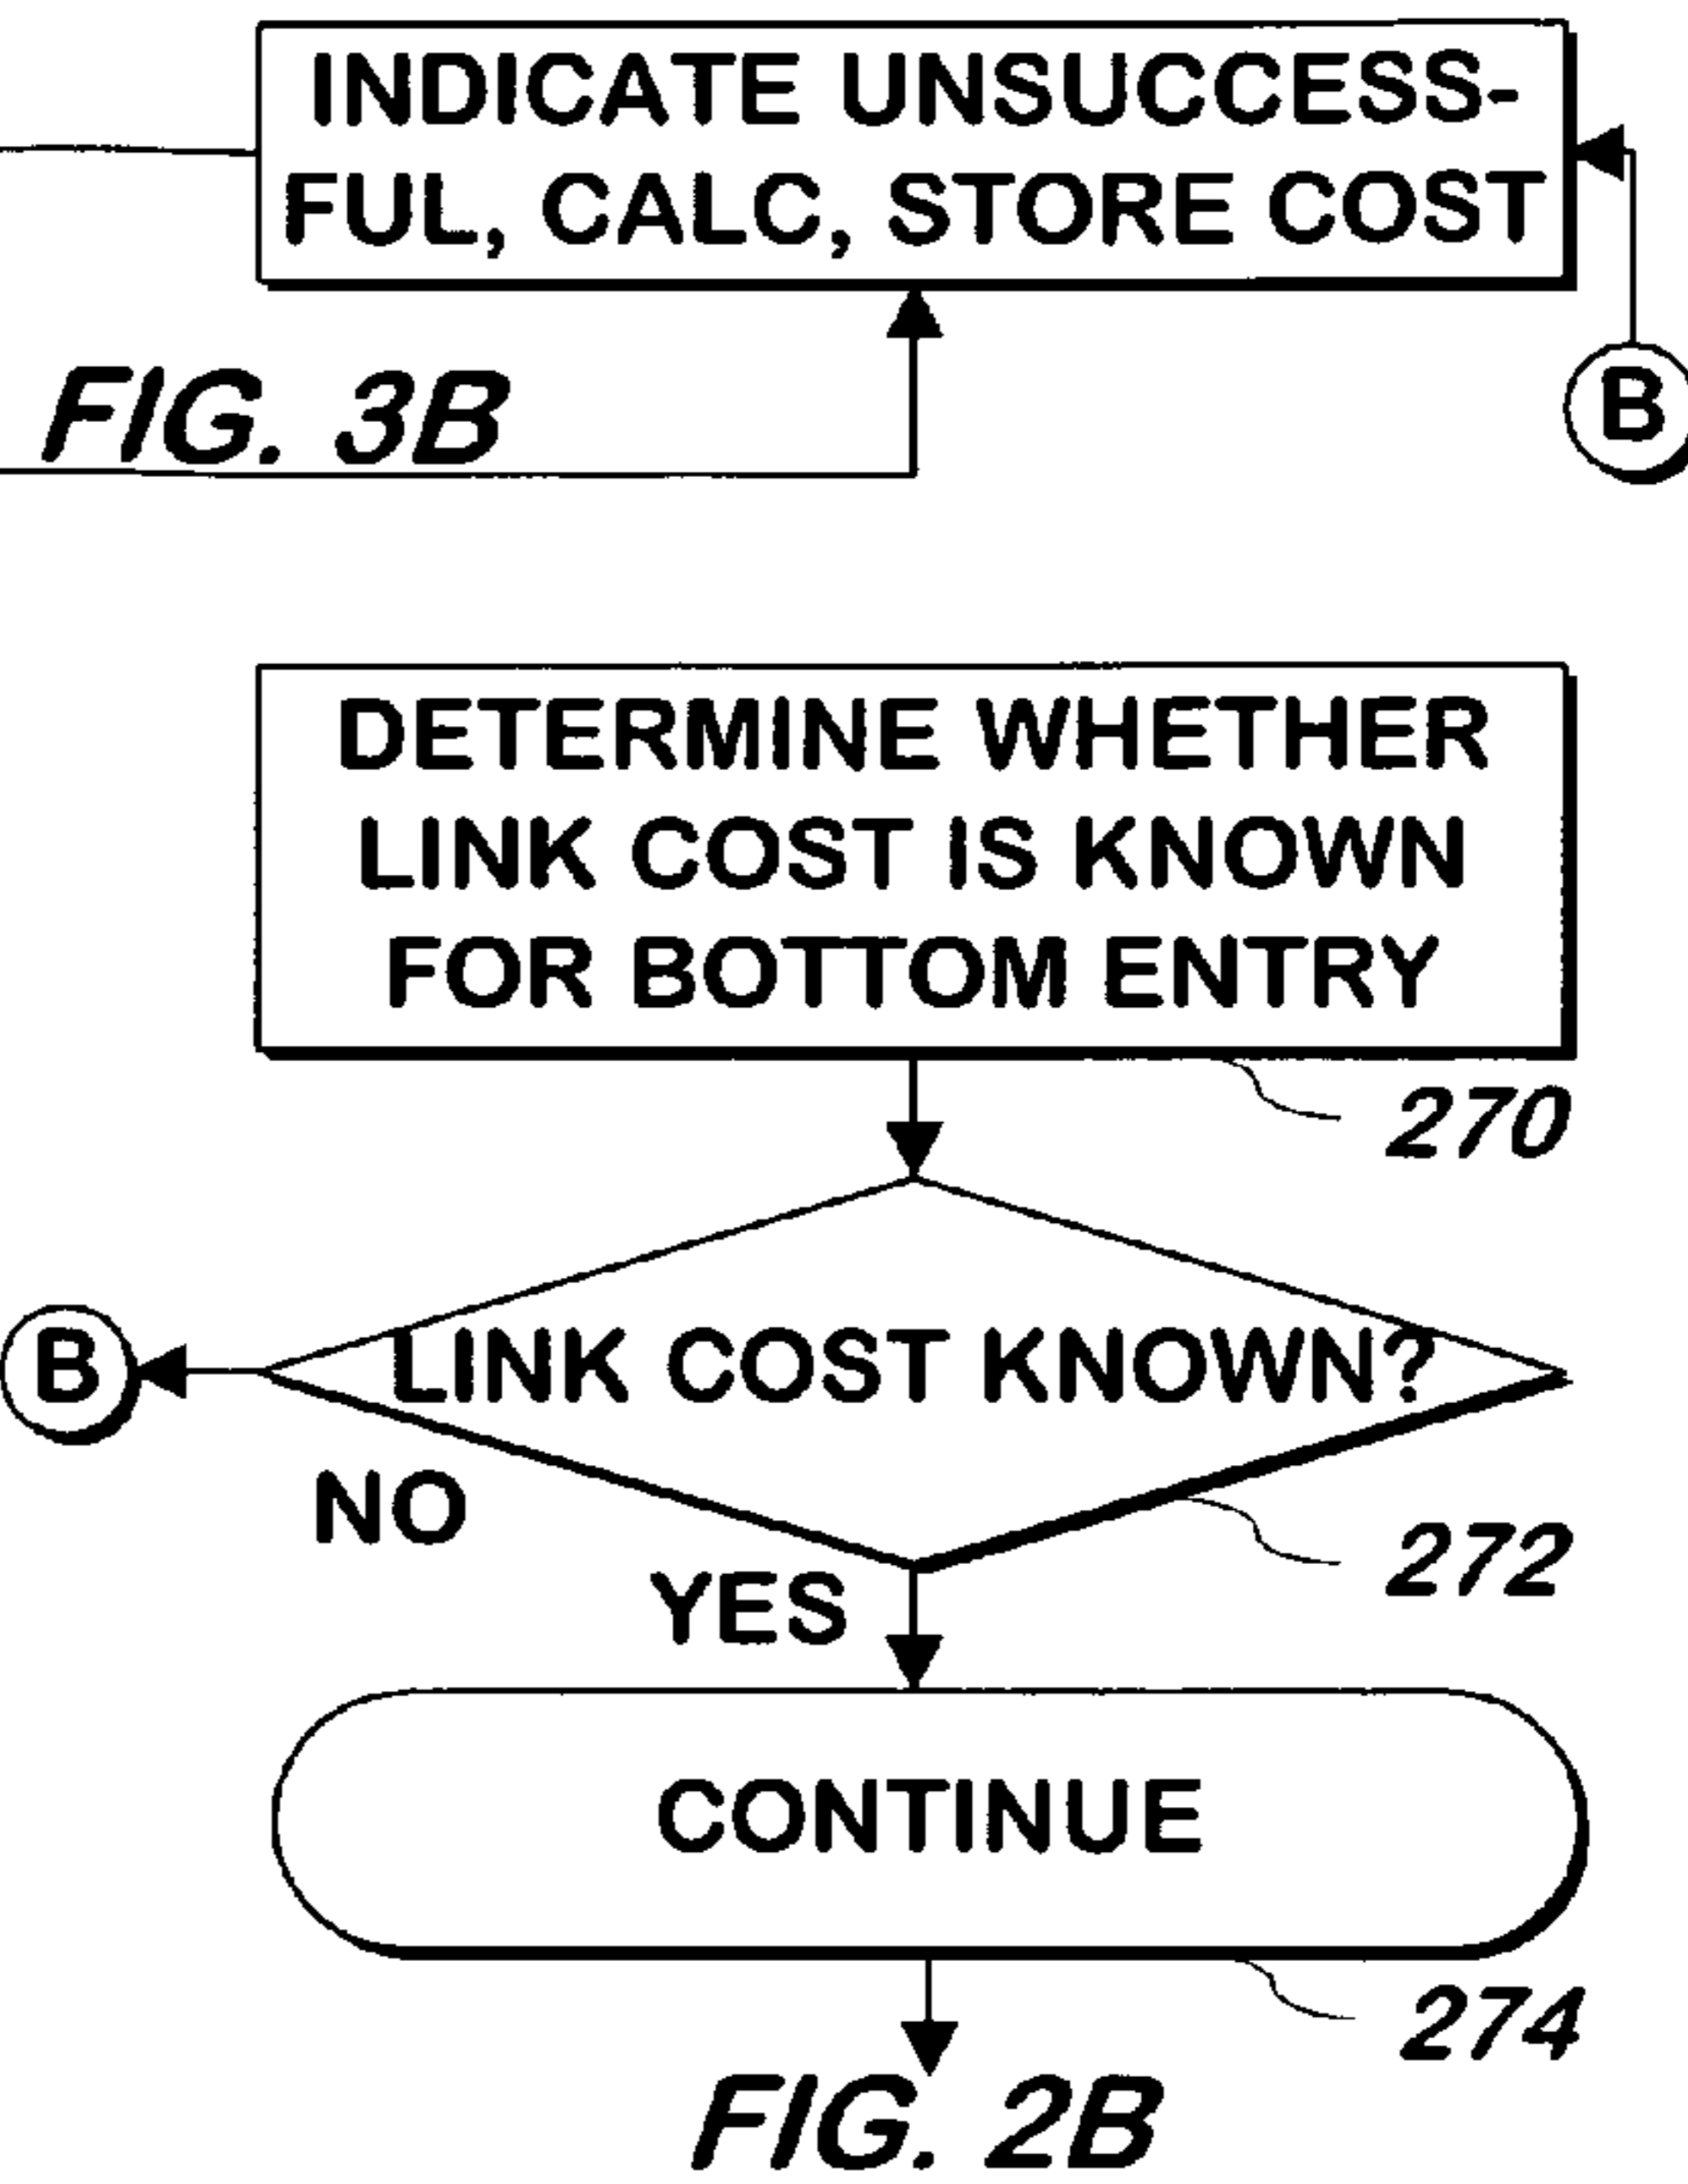 INDICATE UNSUCCESS-
FUL, CALC, STORE COST
FIG. 3B
B
DETERMINE WHETHER
LINK COST IS KNOWN
FOR BOTTOM ENTRY
270
B
LINK COST KNOWN?
NO
272
YES
CONTINUE
274
FIG. 2B